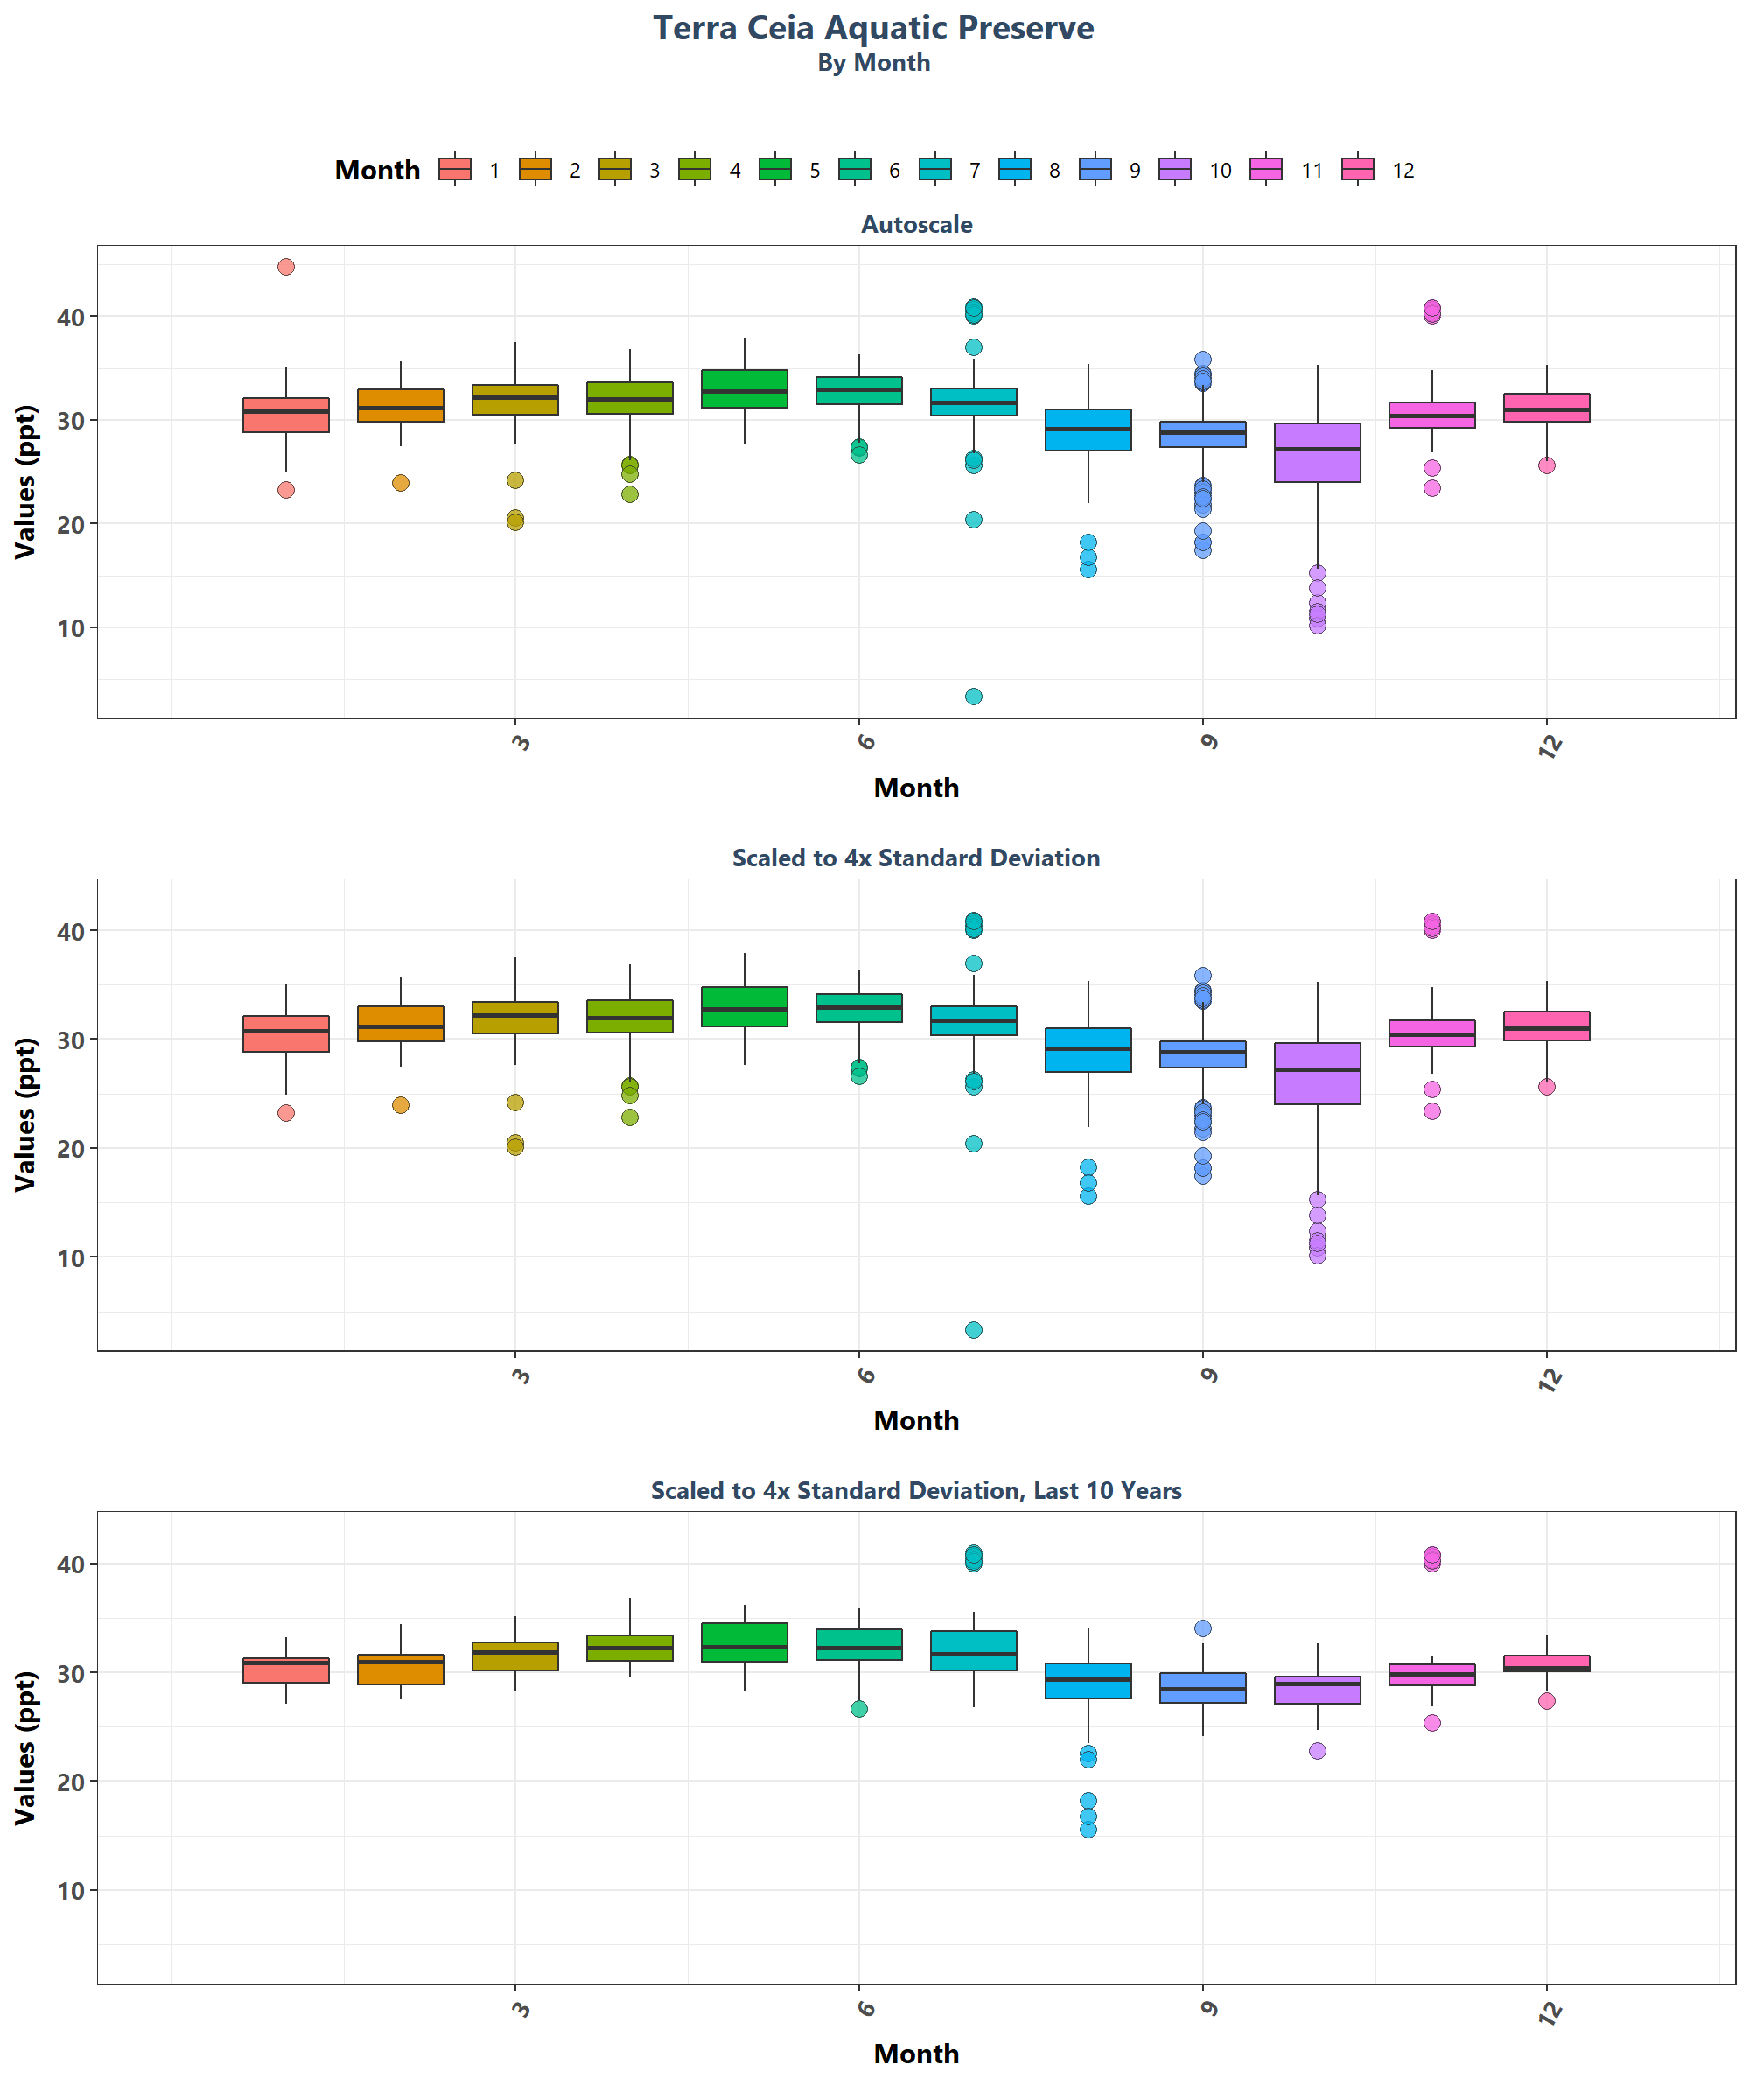 Terra Ceia Aquatic Preserve
By Month
Month 1 2 3 4 5 6 7 8 9 10 11 12
Autoscale
Values (ppt)
40
30
20
10
3 6 9 12
Month
Scaled to 4x Standard Deviation
Values (ppt)
40
30
20
10
3 6 9 12
Month
Scaled to 4x Standard Deviation, Last 10 Years
Values (ppt)
40
30
20
10
3 6 9 12
Month